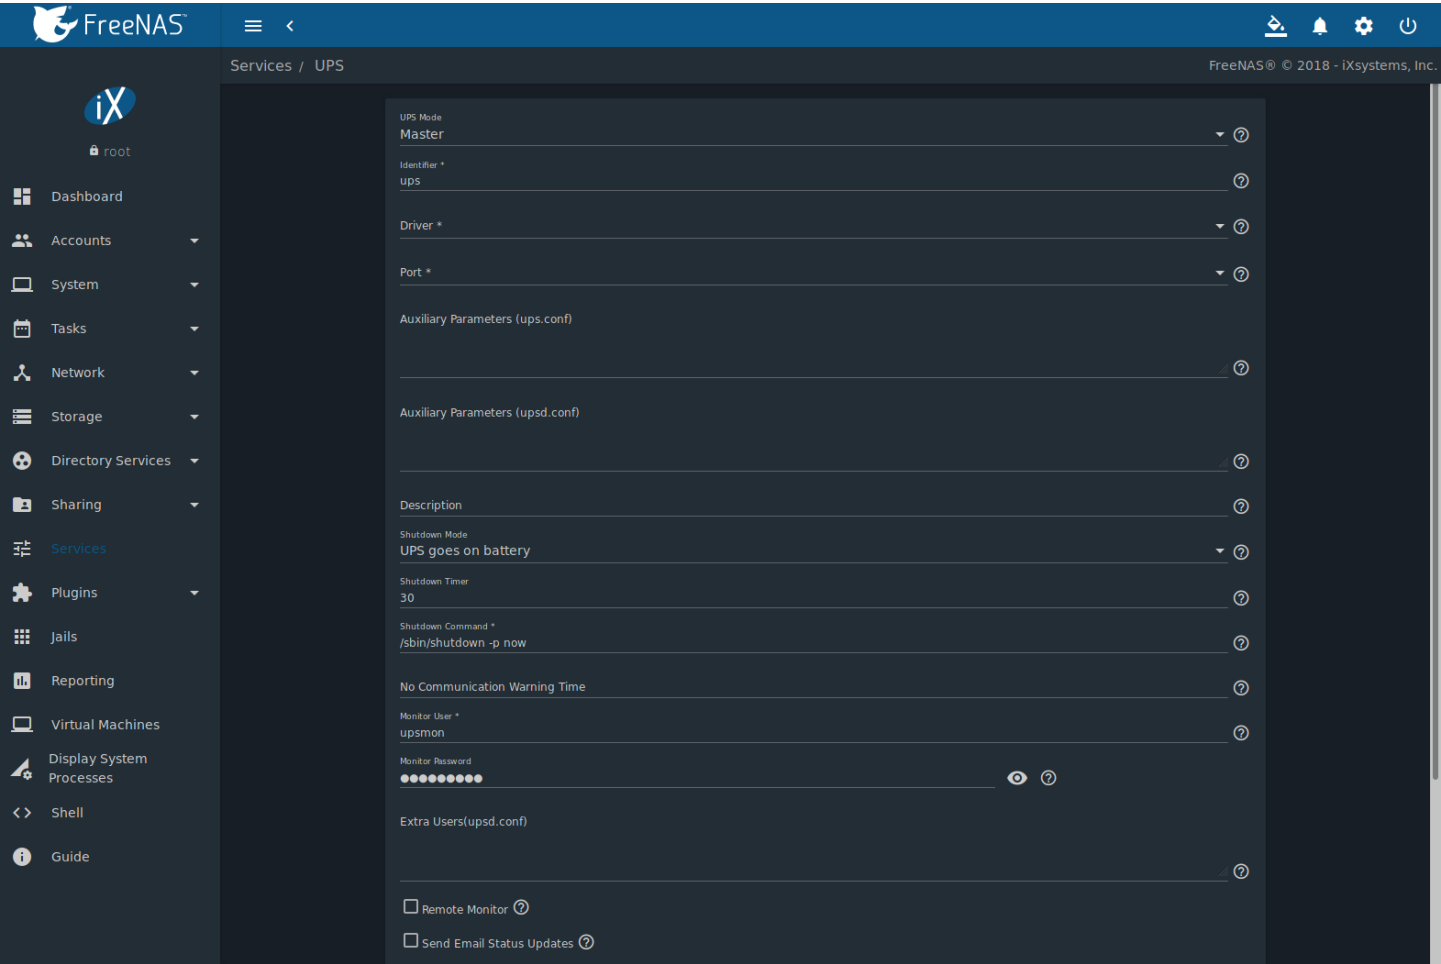 FreeNAS™
Services / UPS
FreeNAS® © 2018 - iXsystems, Inc.
iX
root
Dashboard
Accounts
System
Tasks
Network
Storage
Directory Services
Sharing
Services
Plugins
Jails
Reporting
Virtual Machines
Display System
Processes
Shell
Guide
UPS Mode
Master
Identifier *
ups
Driver *
Port *
Auxiliary Parameters (ups.conf)
Auxiliary Parameters (upsd.conf)
Description
Shutdown Mode
UPS goes on battery
Shutdown Timer
30
Shutdown Command *
/sbin/shutdown -p now
No Communication Warning Time
Monitor User *
upsmon
Monitor Password
●●●●●●●●●
Extra Users(upsd.conf)
Remote Monitor
Send Email Status Updates